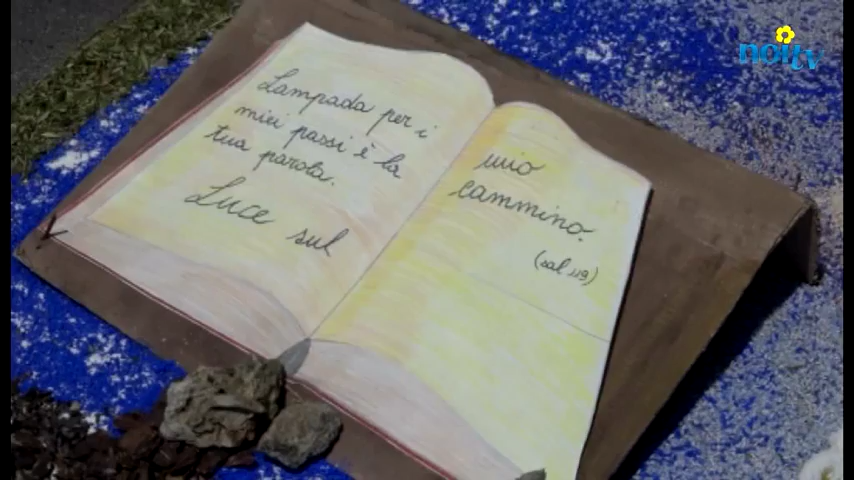 Lampada per i
miei passi è la
tua parola.
Luce sul
mio
cammino.
(sal 119)
noitv